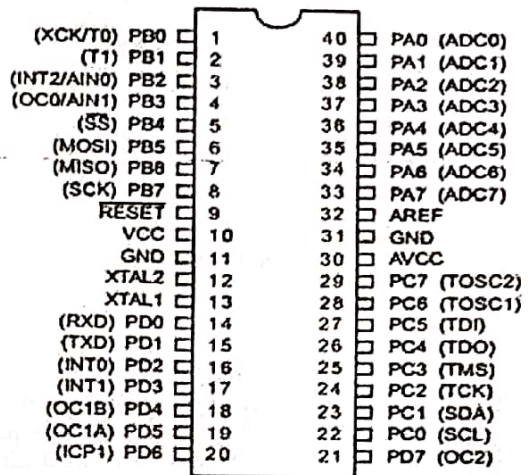 (XCK/T0) PB0 1 40 PA0 (ADC0)
(T1) PB1 2 39 PA1 (ADC1)
(INT2/AIN0) PB2 3 38 PA2 (ADC2)
(OC0/AIN1) PB3 4 37 PA3 (ADC3)
(SS) PB4 5 36 PA4 (ADC4)
(MOSI) PB5 6 35 PA5 (ADC5)
(MISO) PB6 7 34 PA6 (ADC6)
(SCK) PB7 8 33 PA7 (ADC7)
RESET 9 32 AREF
VCC 10 31 GND
GND 11 30 AVCC
XTAL2 12 29 PC7 (TOSC2)
XTAL1 13 28 PC6 (TOSC1)
(RXD) PD0 14 27 PC5 (TDI)
(TXD) PD1 15 26 PC4 (TDO)
(INT0) PD2 16 25 PC3 (TMS)
(INT1) PD3 17 24 PC2 (TCK)
(OC1B) PD4 18 23 PC1 (SDA)
(OC1A) PD5 19 22 PC0 (SCL)
(ICP1) PD6 20 21 PD7 (OC2)